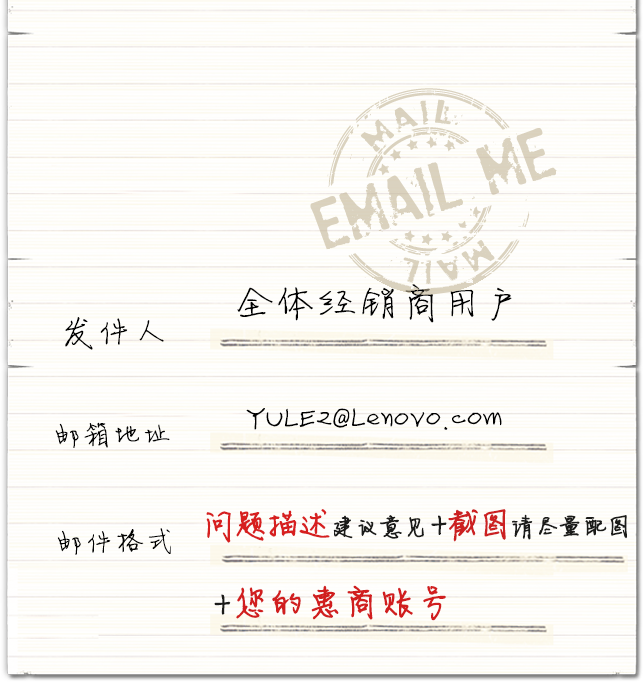 MAIL
EMAIL ME
MAIL
全体经销商用户
发件人
YULE2@Lenovo.com
邮箱地址
问题描述建议意见+截图请尽量配图
邮件格式
+您的惠商账号